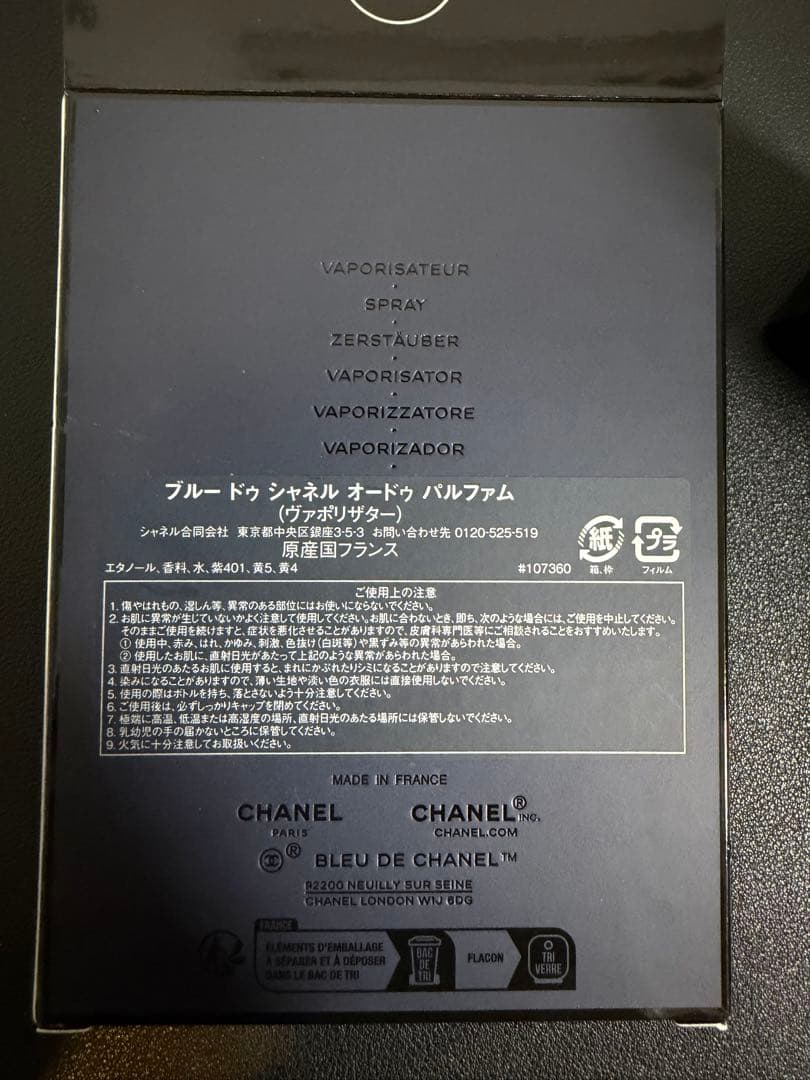 VAPORISATEUR
SPRAY
ZERSTÄUBER
VAPORISATOR
VAPORIZZATORE
VAPORIZADOR
ブルー ドゥ シャネル オードゥ パルファム
(ヴァポリザター)
シャネル合同会社 東京都中央区銀座3-5-3 お問い合わせ先 0120-525-519
原産国フランス
エタノール、香料、水、紫401、黄5、黄4 #107360
紙 プラ
箱、枠 フィルム
ご使用上の注意
1. 傷やはれもの、湿しん等、異常のある部位にはお使いにならないでください。
2. お肌に異常が生じていないかよく注意して使用してください。お肌に合わないとき、即ち、次のような場合には、ご使用を中止してください。
そのままご使用を続けますと、症状を悪化させることがありますので、皮膚科専門医等にご相談されることをおすすめいたします。
① 使用中、赤み、はれ、かゆみ、刺激、色抜け(白斑等)や黒ずみ等の異常があらわれた場合。
② 使用したお肌に、直射日光があたって上記のような異常があらわれた場合。
3. 直射日光のあたるお肌に使用すると、まれにかぶれたりシミになることがありますので注意してください。
4. 染みになることがありますので、薄い生地や淡い色の衣服には直接使用しないでください。
5. 使用の際はボトルを持ち、落とさないよう十分注意してください。
6. ご使用後は、必ずしっかりキャップを閉めてください。
7. 極端に高温、低温または高湿度の場所、直射日光のあたる場所には保管しないでください。
8. 乳幼児の手の届かないところに保管してください。
9. 火気に十分注意してお取扱いください。
MADE IN FRANCE
CHANEL CHANEL® INC.
PARIS CHANEL.COM
® BLEU DE CHANEL™
92200 NEUILLY SUR SEINE
CHANEL LONDON W1J 6DG
FRANCE
ÉLÉMENTS D'EMBALLAGE
À SÉPARER ET À DÉPOSER
DANS LE BAC DE TRI
BAC
DE
TRI
FLACON
TRI
VERRE